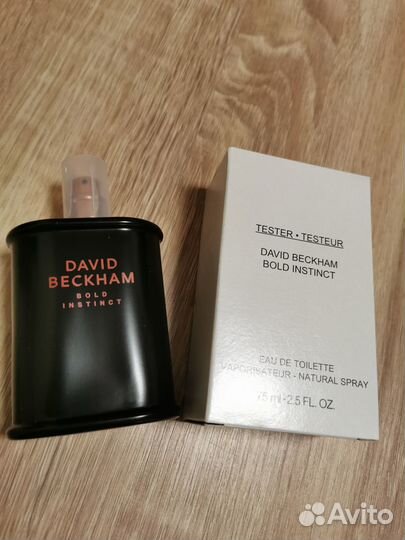 DAVID
BECKHAM
BOLD
INSTINCT
TESTER • TESTEUR
DAVID BECKHAM
BOLD INSTINCT
EAU DE TOILETTE
VAPORISATEUR - NATURAL SPRAY
75 ml - 2.5 FL. OZ.
Avito